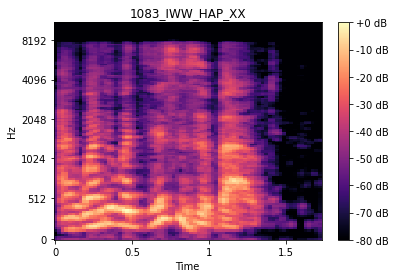 1083_IWW_HAP_XX
8192
4096
2048
1024
512
0
Hz
0
0.5
1
1.5
Time
+0 dB
-10 dB
-20 dB
-30 dB
-40 dB
-50 dB
-60 dB
-70 dB
-80 dB